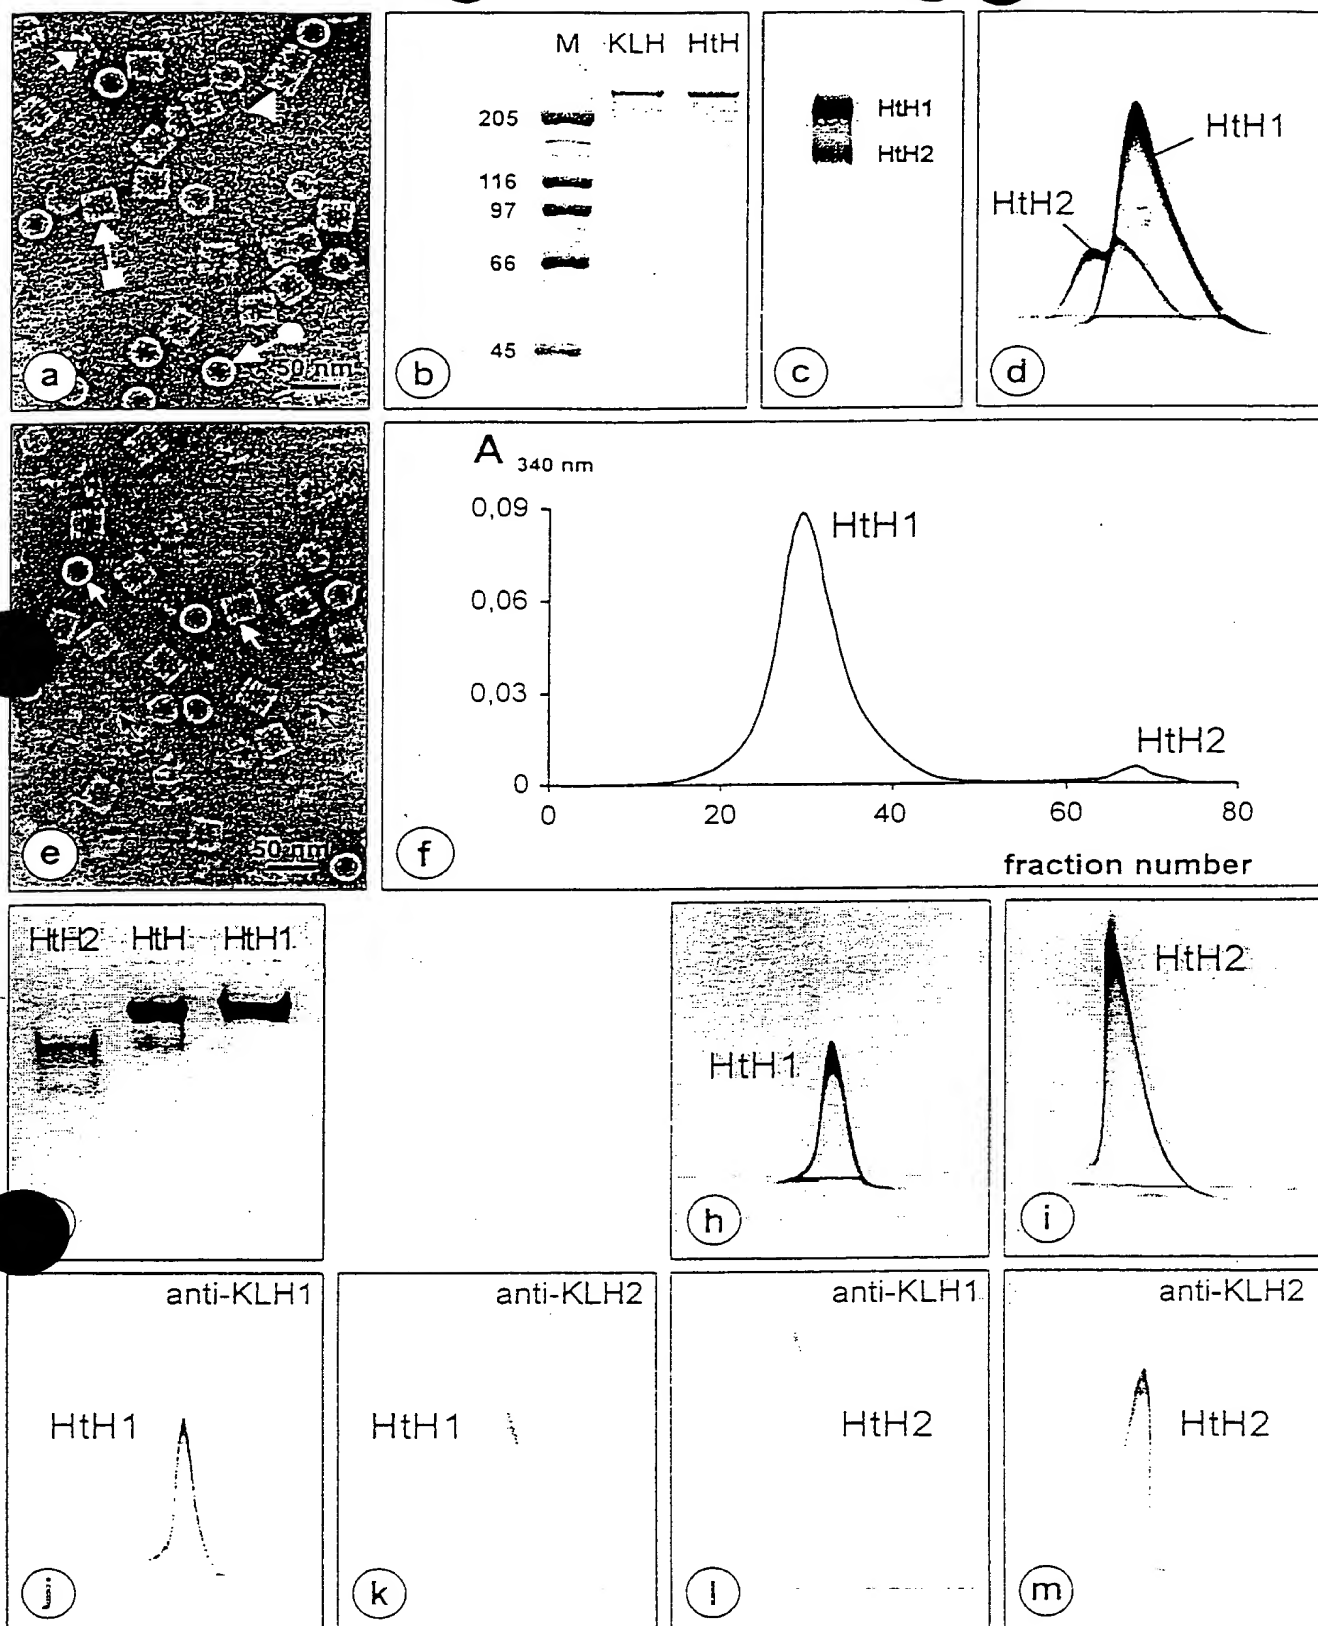 M KLH HtH
205
116
97
66
45
HtH1
HtH2
HtH1
HtH2
50 nm
a
b
c
d
A 340 nm
0,09
0,06
0,03
0
HtH1
HtH2
0 20 40 60 80
fraction number
50 nm
e
f
HtH2 HtH HtH1
HtH1
h
HtH2
i
anti-KLH1
HtH1
j
anti-KLH2
HtH1
k
anti-KLH1
HtH2
l
anti-KLH2
HtH2
m